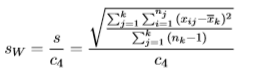 $s_W = \frac{s}{c_4} = \frac{\sqrt{\frac{\sum_{j=1}^{k} \sum_{i=1}^{n_j} (x_{ij} - \overline{x}_k)^2}{\sum_{j=1}^{k} (n_k - 1)}}}{c_4}$